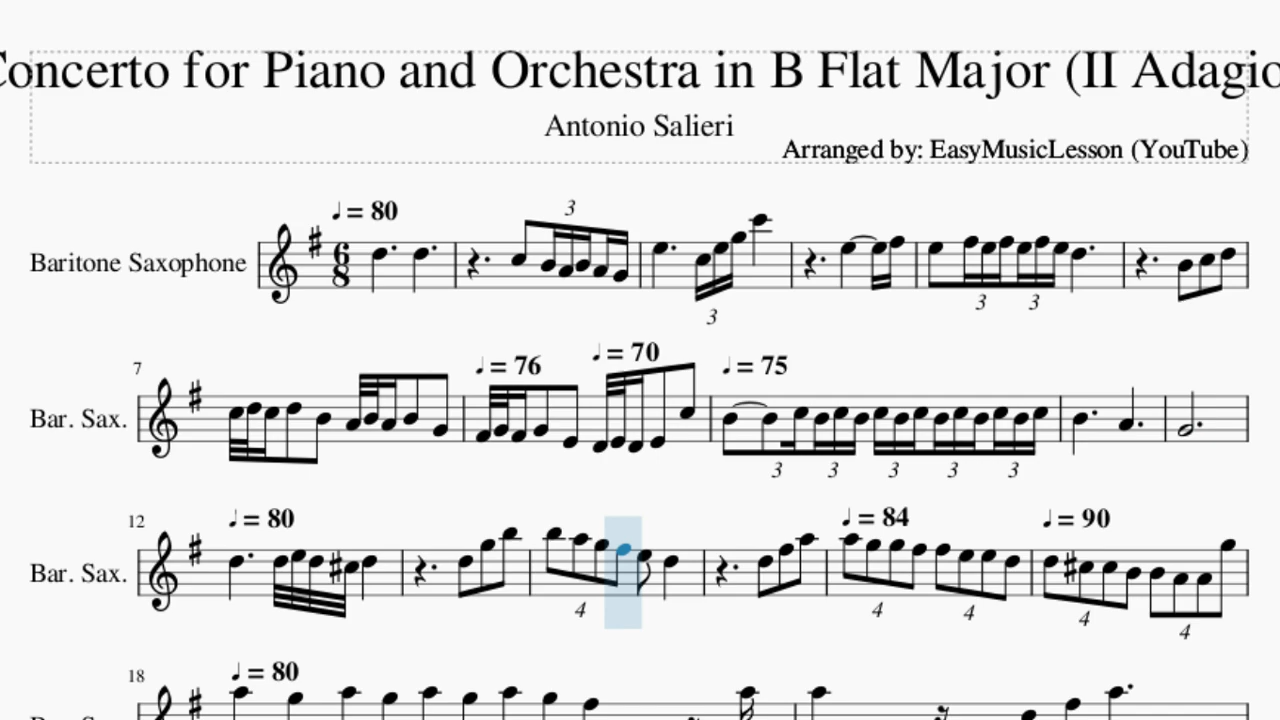 Concerto for Piano and Orchestra in B Flat Major (II Adagio
Antonio Salieri
Arranged by: EasyMusicLesson (YouTube)
♩ = 80
3
Baritone Saxophone
6
8
3
3
3
7
♩ = 76
♩ = 70
♩ = 75
Bar. Sax.
3
3
3
3
3
12
♩ = 80
♩ = 84
♩ = 90
Bar. Sax.
4
4
4
4
4
18
♩ = 80
Bar. Sax.